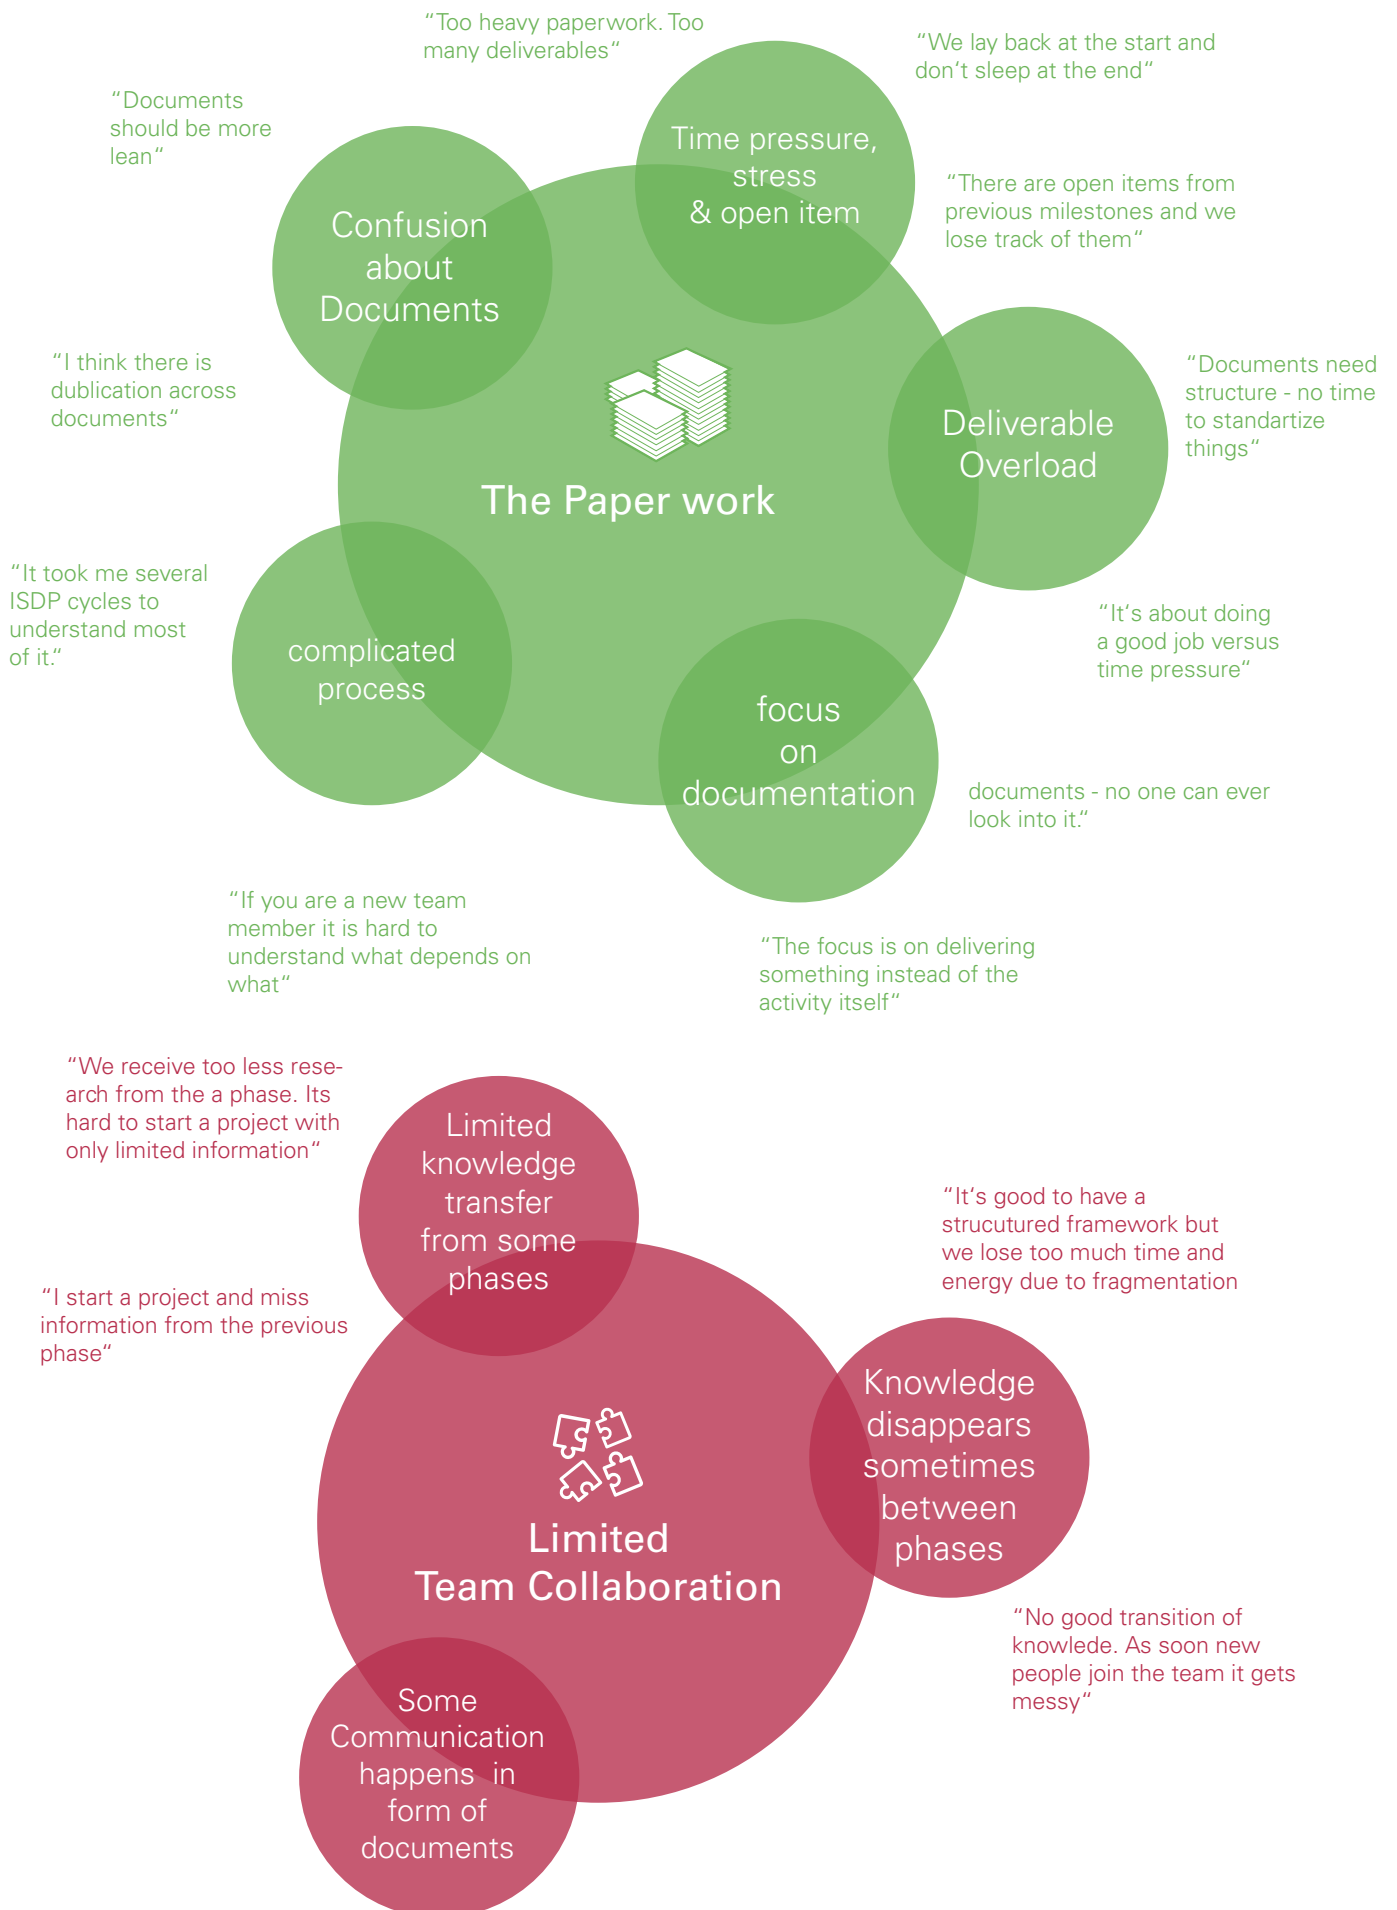 “Too heavy paperwork. Too
many deliverables“
“We lay back at the start and
don‘t sleep at the end“
“Documents
should be more
lean“
Time pressure,
stress
& open item
“There are open items from
previous milestones and we
lose track of them“
Confusion
about
Documents
“I think there is
dublication across
documents“
“Documents need
structure - no time
to standartize
things“
Deliverable
Overload
The Paper work
“It took me several
ISDP cycles to
understand most
of it.“
complicated
process
“It‘s about doing
a good job versus
time pressure“
focus
on
documentation
documents - no one can ever
look into it.“
“If you are a new team
member it is hard to
understand what depends on
what“
“The focus is on delivering
something instead of the
activity itself“
“We receive too less rese-
arch from the a phase. Its
hard to start a project with
only limited information“
Limited
knowledge
transfer
from some
phases
“It‘s good to have a
strucutured framework but
we lose too much time and
energy due to fragmentation
“I start a project and miss
information from the previous
phase“
Knowledge
disappears
sometimes
between
phases
Limited
Team Collaboration
“No good transition of
knowlede. As soon new
people join the team it gets
messy“
Some
Communication
happens in
form of
documents